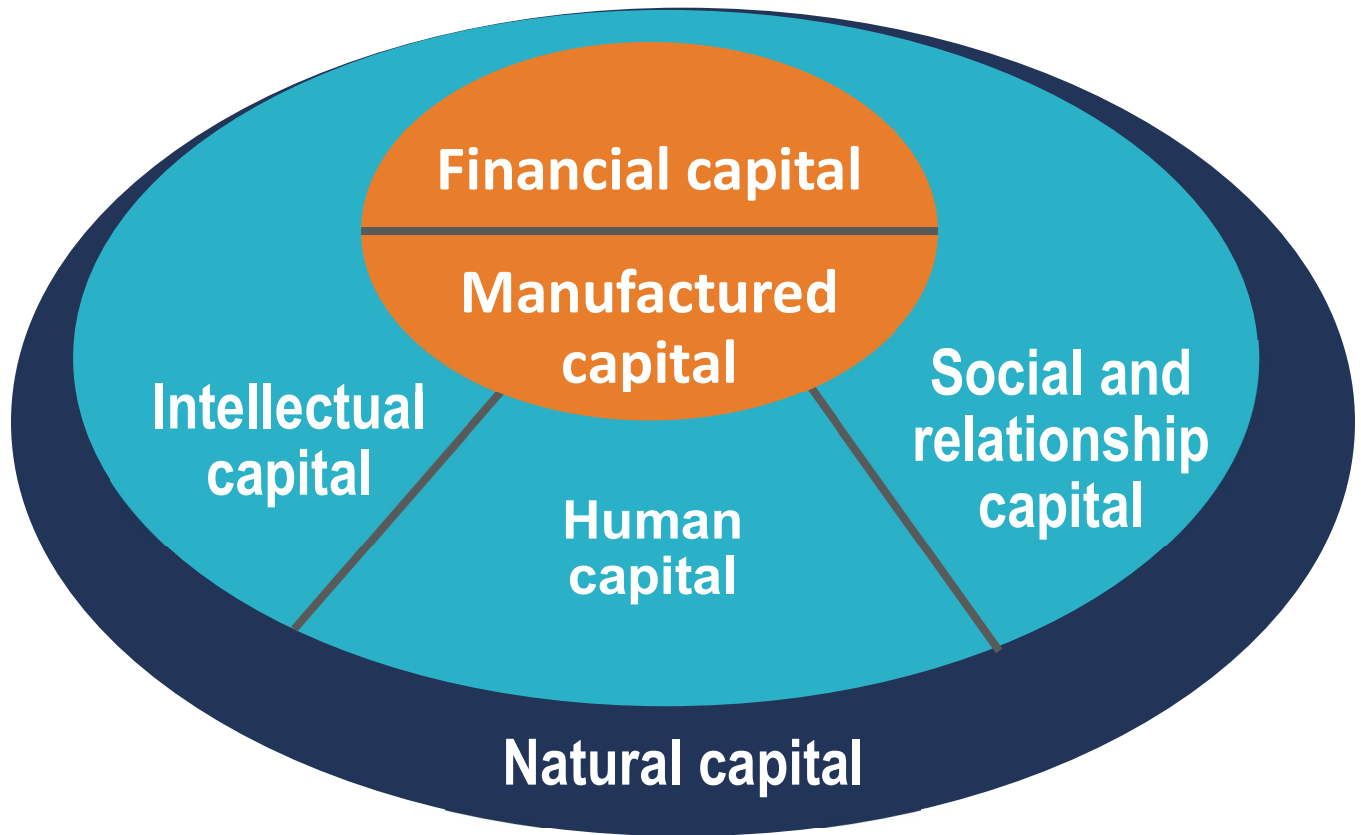 Financial capital
Manufactured
capital
Intellectual
capital
Human
capital
Social and
relationship
capital
Natural capital